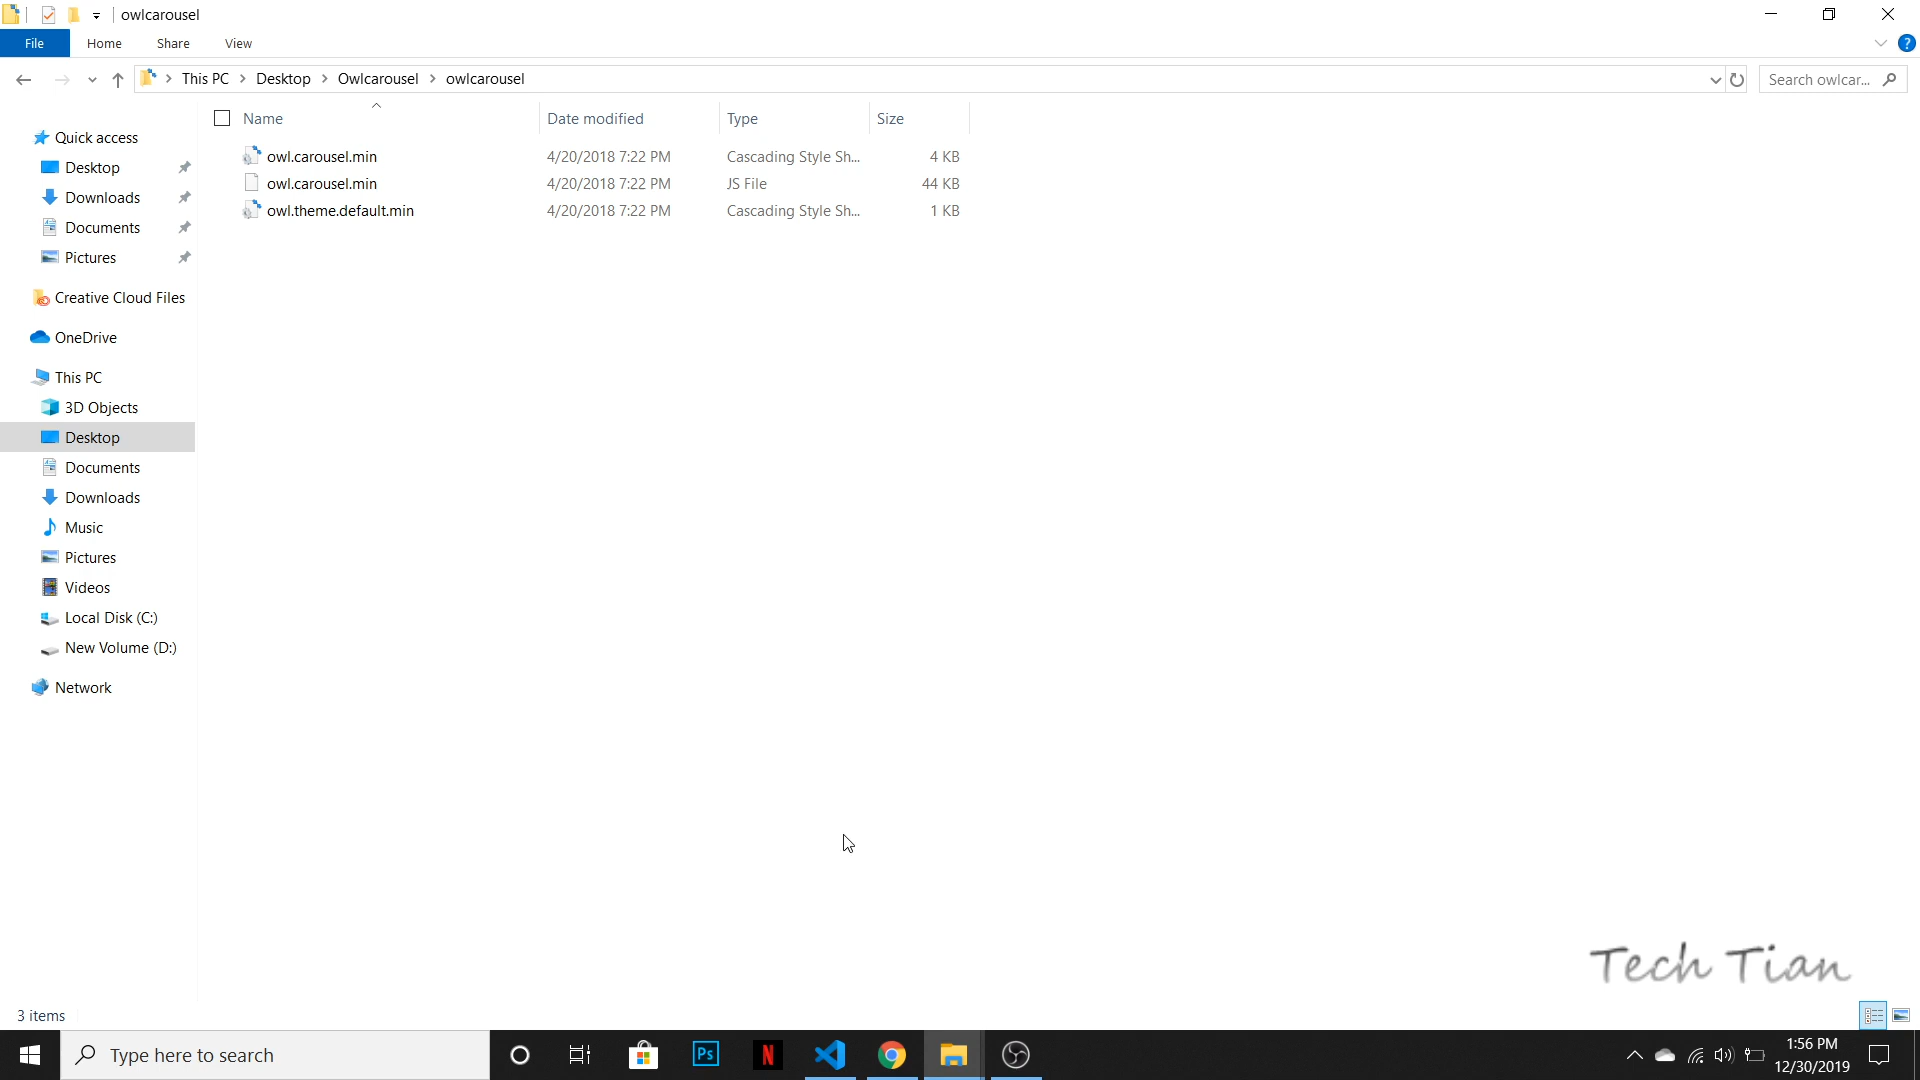 owlcarousel
File Home Share View
This PC Desktop Owlcarousel owlcarousel
Search owlcar...
Name Date modified Type Size
owl.carousel.min 4/20/2018 7:22 PM Cascading Style Sh... 4 KB
owl.carousel.min 4/20/2018 7:22 PM JS File 44 KB
owl.theme.default.min 4/20/2018 7:22 PM Cascading Style Sh... 1 KB
Quick access
Desktop
Downloads
Documents
Pictures
Creative Cloud Files
OneDrive
This PC
3D Objects
Desktop
Documents
Downloads
Music
Pictures
Videos
Local Disk (C:)
New Volume (D:)
Network
Tech Tian
3 items
Type here to search
Ps
N
1:56 PM
12/30/2019